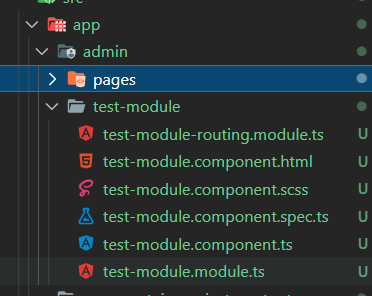 src
app
admin
pages
test-module
test-module-routing.module.ts U
test-module.component.html U
test-module.component.scss U
test-module.component.spec.ts U
test-module.component.ts U
test-module.module.ts U